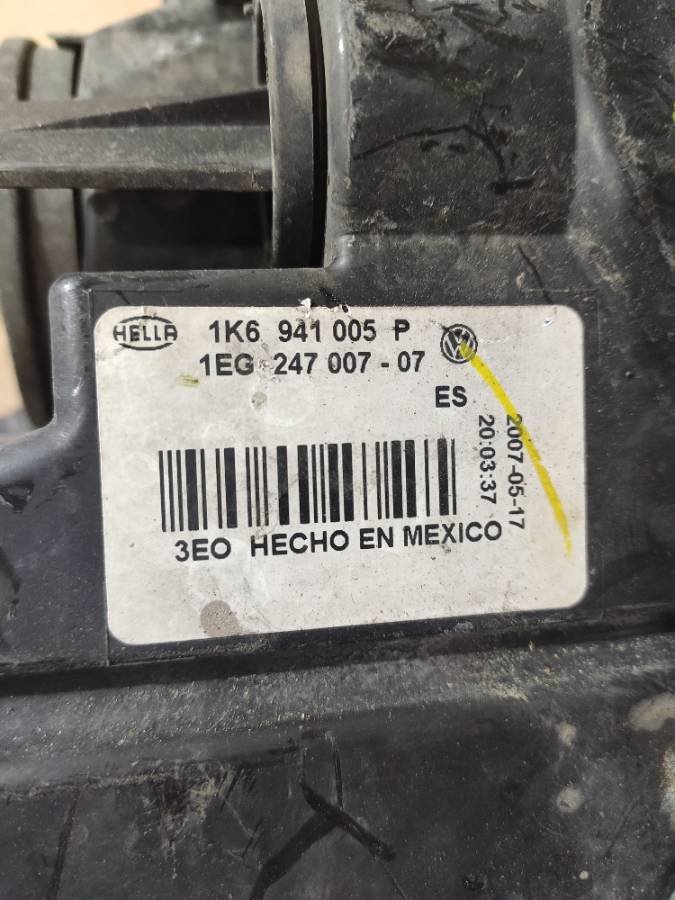 HELLA 1K6 941 005 P
1EG 247 007 - 07
ES
2007-05-17
20:03:37
3EO HECHO EN MEXICO